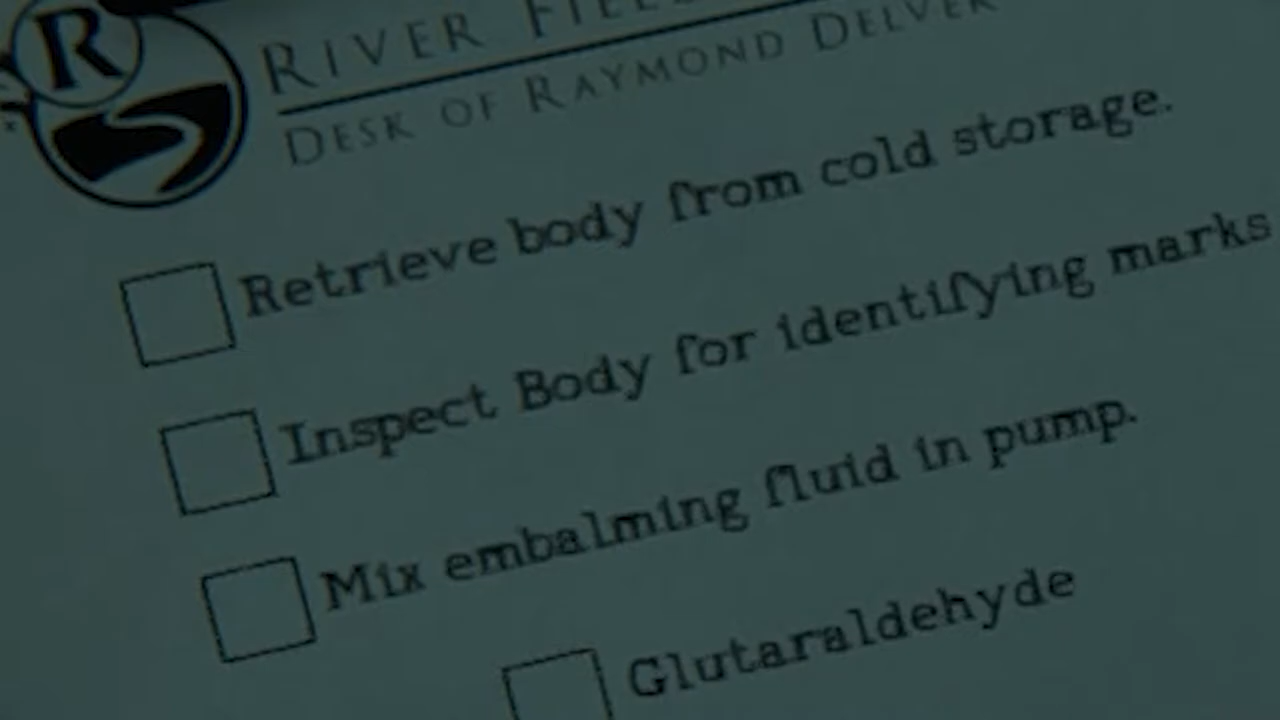 R
RIVER FIEL
DESK OF RAYMOND DELVER
Retrieve body from cold storage.
Inspect Body for identifying marks
Mix embalming fluid in pump.
Glutaraldehyde